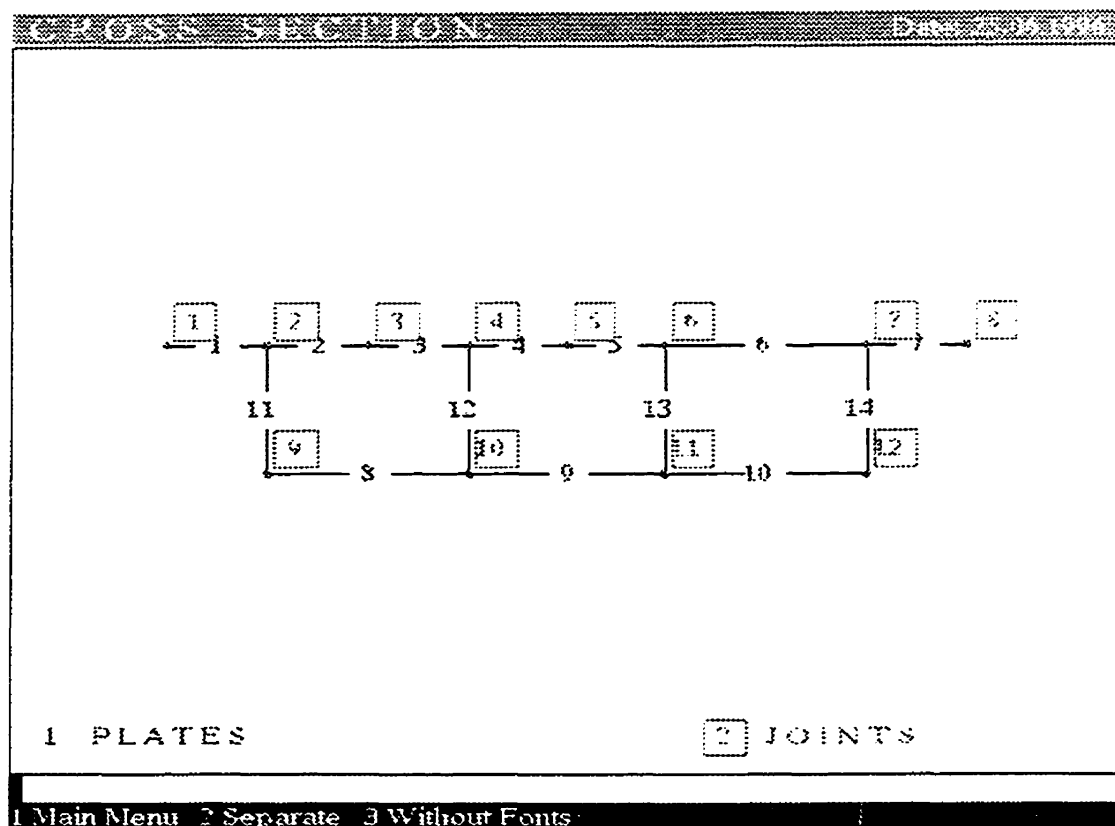 CROSS SECTION:
1 2 3 4 5 6 7 8
1 2 3 4 5 6 7
11 12 13 14
9 10 11 12
8 9 10
1 PLATES 2 JOINTS
1 Main Menu 2 Separate 3 Without Fonts